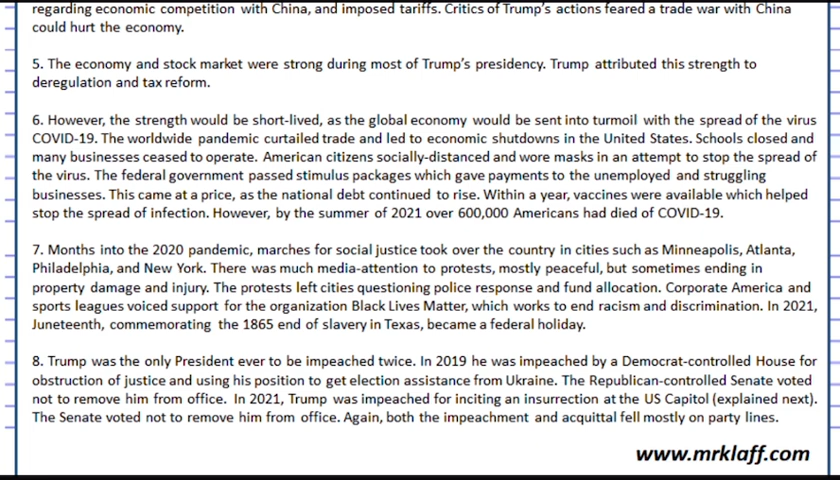 regarding economic competition with China, and imposed tariffs. Critics of Trump's actions feared a trade war with China
could hurt the economy.
5. The economy and stock market were strong during most of Trump's presidency. Trump attributed this strength to
deregulation and tax reform.
6. However, the strength would be short-lived, as the global economy would be sent into turmoil with the spread of the virus
COVID-19. The worldwide pandemic curtailed trade and led to economic shutdowns in the United States. Schools closed and
many businesses ceased to operate. American citizens socially-distanced and wore masks in an attempt to stop the spread of
the virus. The federal government passed stimulus packages which gave payments to the unemployed and struggling
businesses. This came at a price, as the national debt continued to rise. Within a year, vaccines were available which helped
stop the spread of infection. However, by the summer of 2021 over 600,000 Americans had died of COVID-19.
7. Months into the 2020 pandemic, marches for social justice took over the country in cities such as Minneapolis, Atlanta,
Philadelphia, and New York. There was much media-attention to protests, mostly peaceful, but sometimes ending in
property damage and injury. The protests left cities questioning police response and fund allocation. Corporate America and
sports leagues voiced support for the organization Black Lives Matter, which works to end racism and discrimination. In 2021,
Juneteenth, commemorating the 1865 end of slavery in Texas, became a federal holiday.
8. Trump was the only President ever to be impeached twice. In 2019 he was impeached by a Democrat-controlled House for
obstruction of justice and using his position to get election assistance from Ukraine. The Republican-controlled Senate voted
not to remove him from office. In 2021, Trump was impeached for inciting an insurrection at the US Capitol (explained next).
The Senate voted not to remove him from office. Again, both the impeachment and acquittal fell mostly on party lines.
www.mrklaff.com